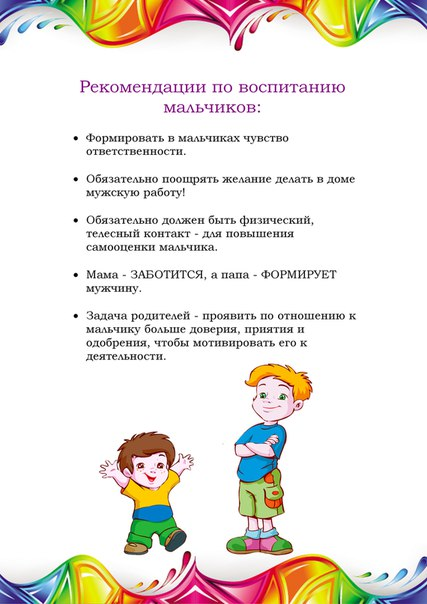 Рекомендации по воспитанию
мальчиков:
• Формировать в мальчиках чувство
ответственности.
• Обязательно поощрять желание делать в доме
мужскую работу!
• Обязательно должен быть физический,
телесный контакт - для повышения
самооценки мальчика.
• Мама - ЗАБОТИТСЯ, а папа - ФОРМИРУЕТ
мужчину.
• Задача родителей - проявить по отношению к
мальчику больше доверия, приятия и
одобрения, чтобы мотивировать его к
деятельности.